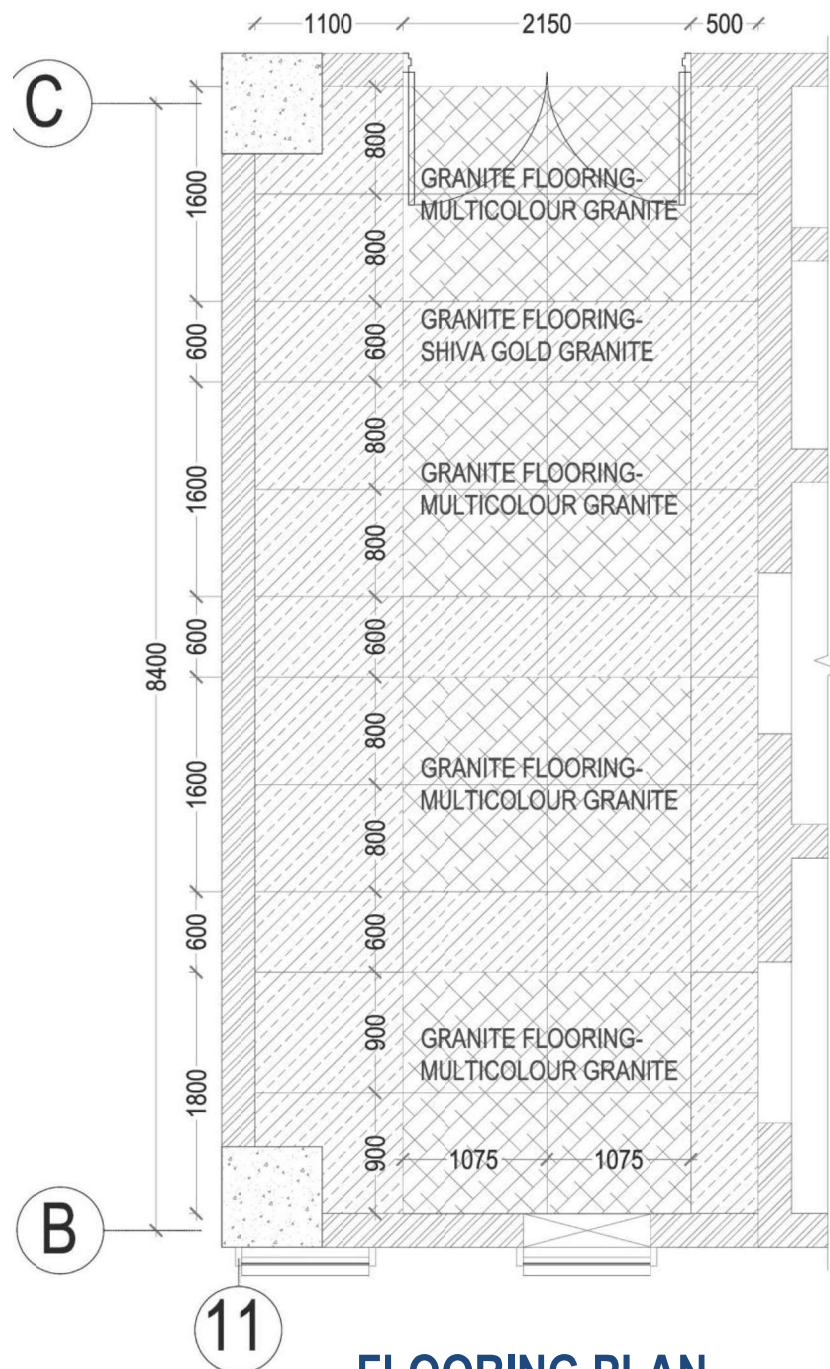 1100
2150
500
C
800
1600
GRANITE FLOORING-
MULTICOLOUR GRANITE
800
600
600
GRANITE FLOORING-
SHIVA GOLD GRANITE
800
1600
GRANITE FLOORING-
MULTICOLOUR GRANITE
800
600
600
8400
800
1600
GRANITE FLOORING-
MULTICOLOUR GRANITE
800
600
600
900
1800
GRANITE FLOORING-
MULTICOLOUR GRANITE
900
1075
1075
B
11
FLOORING PLAN